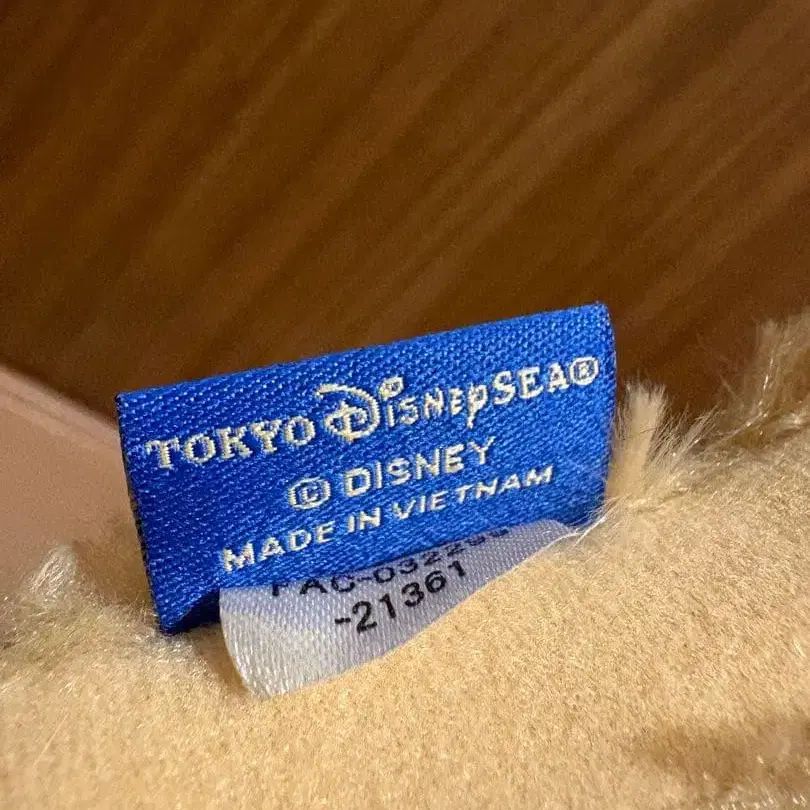 TOKYO DISNEYSEA®
© DISNEY
MADE IN VIETNAM
-21361